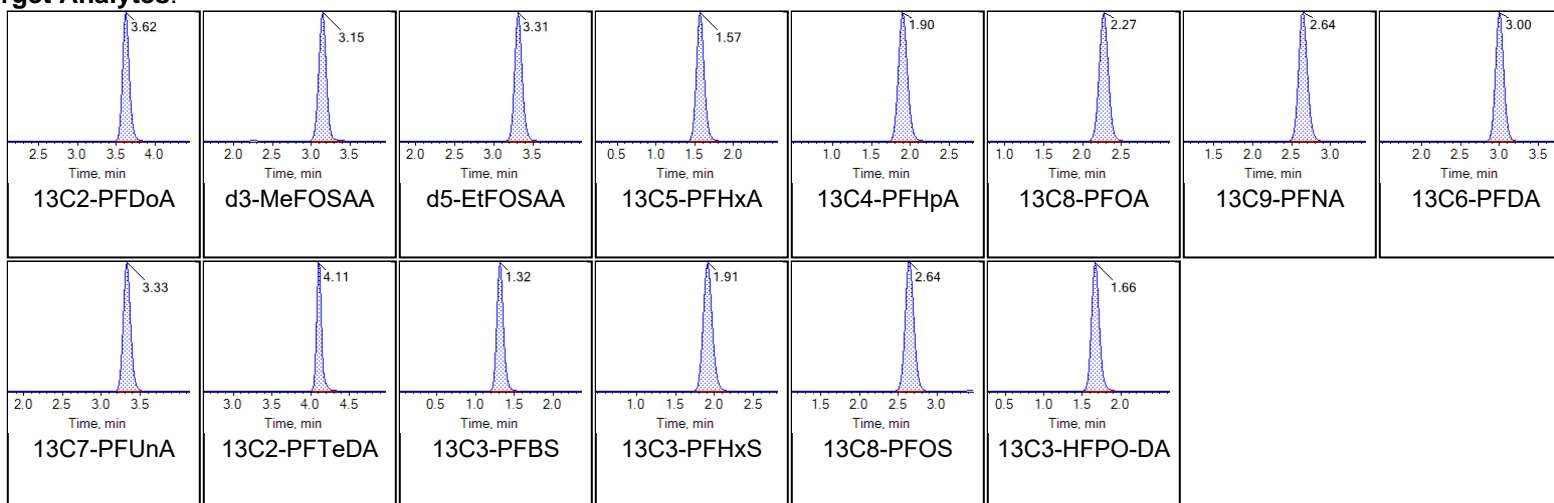 rget Analytes:
3.62
2.5 3.0 3.5 4.0
Time, min
13C2-PFDoA
3.15
2.0 2.5 3.0 3.5
Time, min
d3-MeFOSAA
3.31
2.0 2.5 3.0 3.5
Time, min
d5-EtFOSAA
1.57
0.5 1.0 1.5 2.0
Time, min
13C5-PFHxA
1.90
1.0 1.5 2.0 2.5
Time, min
13C4-PFHpA
2.27
1.0 1.5 2.0 2.5
Time, min
13C8-PFOA
2.64
1.5 2.0 2.5 3.0
Time, min
13C9-PFNA
3.00
2.0 2.5 3.0 3.5
Time, min
13C6-PFDA
3.33
2.0 2.5 3.0 3.5
Time, min
13C7-PFUnA
4.11
3.0 3.5 4.0 4.5
Time, min
13C2-PFTeDA
1.32
0.5 1.0 1.5 2.0
Time, min
13C3-PFBS
1.91
1.0 1.5 2.0 2.5
Time, min
13C3-PFHxS
2.64
1.5 2.0 2.5 3.0
Time, min
13C8-PFOS
1.66
0.5 1.0 1.5 2.0
Time, min
13C3-HFPO-DA